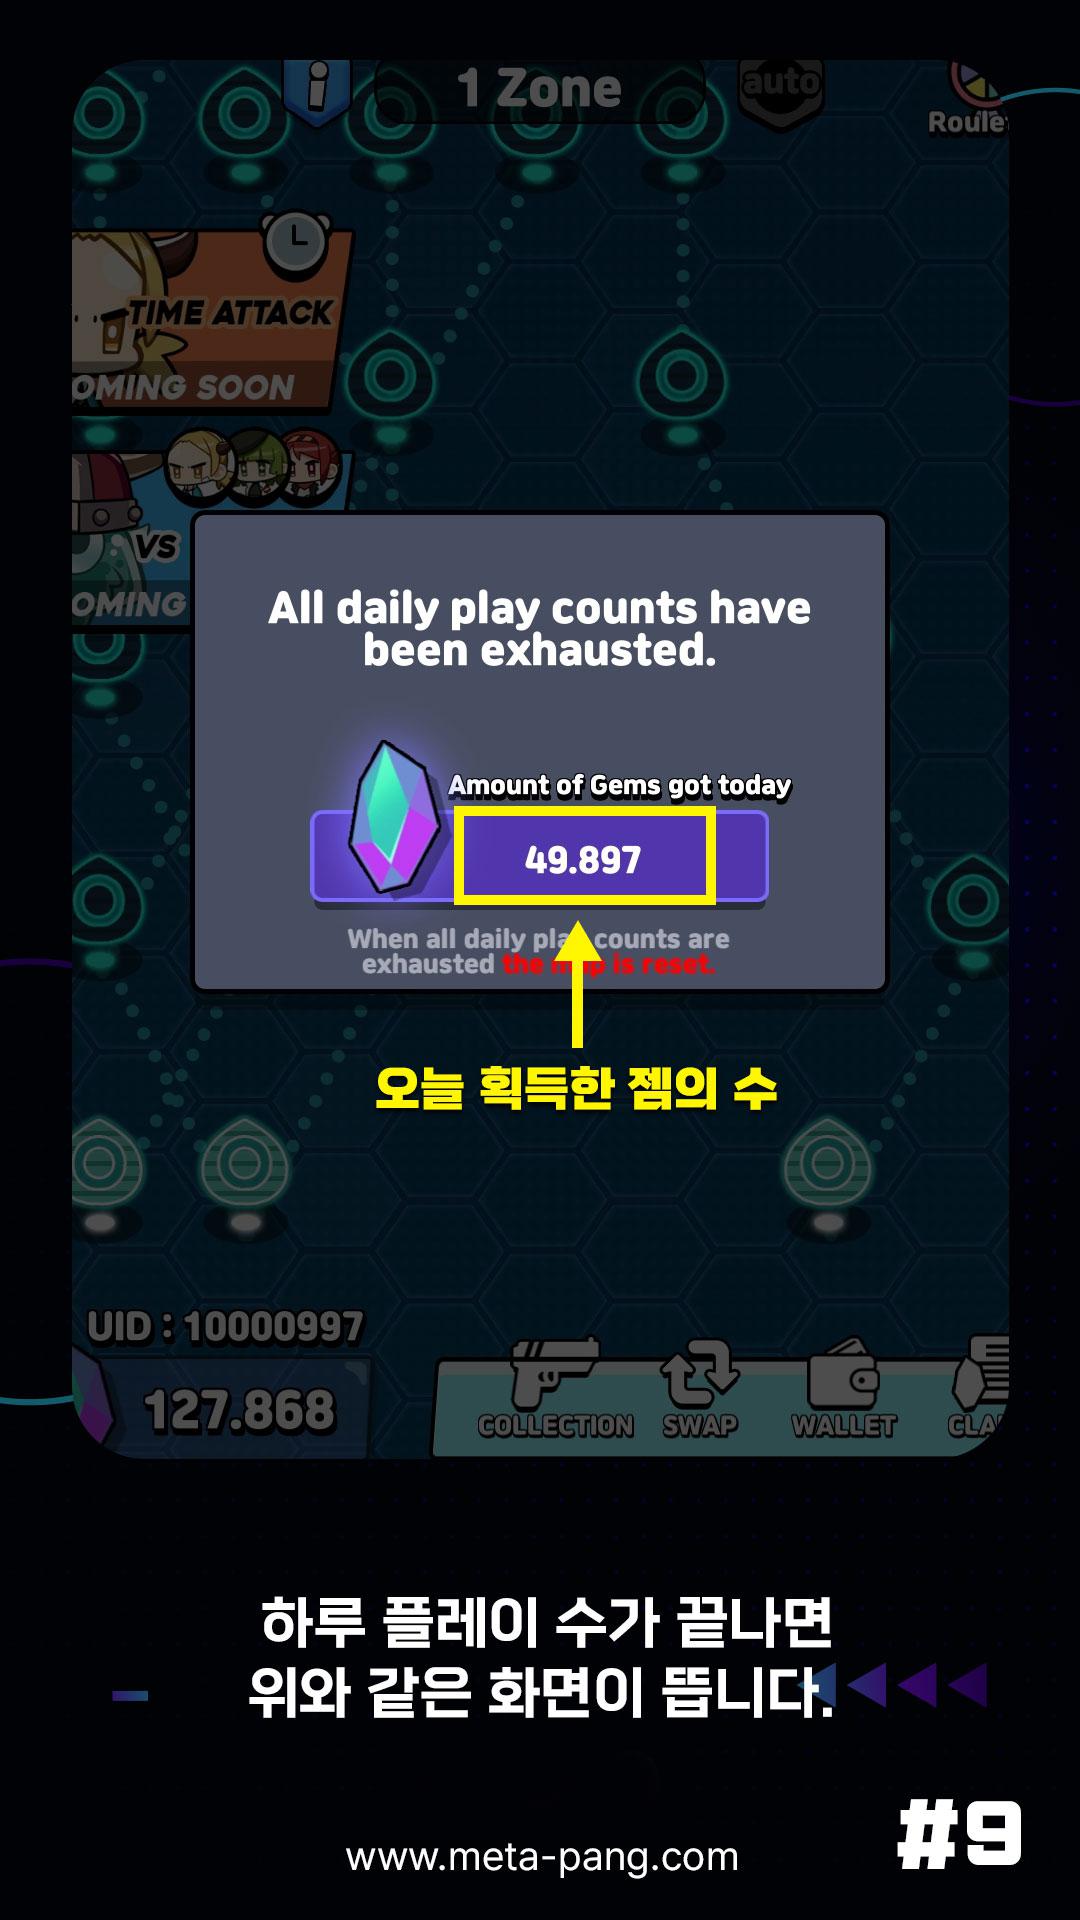 1 Zone
auto
Roule
TIME ATTACK
OMING SOON
VS
OMING
All daily play counts have
been exhausted.
Amount of Gems got today
49.897
When all daily play counts are
exhausted the map is reset.
오늘 획득한 젬의 수
UID : 10000997
127.868
COLLECTION
SWAP
WALLET
CLA
하루 플레이 수가 끝나면
위와 같은 화면이 뜹니다.
#9
www.meta-pang.com